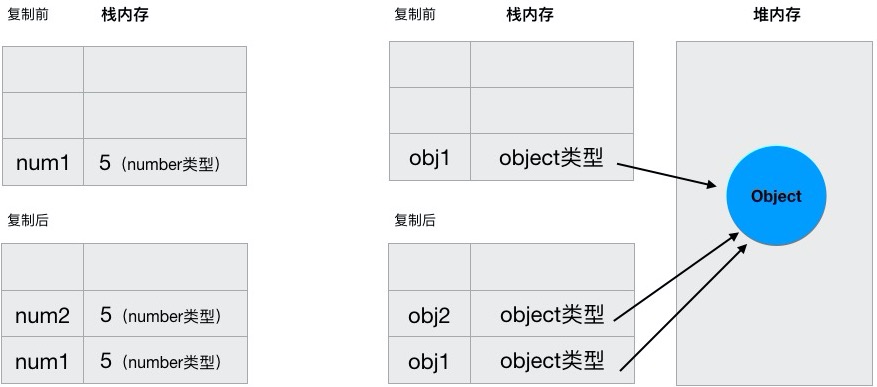 复制前 栈内存
num1 5（number类型）
复制后
num2 5（number类型）
num1 5（number类型）
复制前 栈内存 堆内存
obj1 object类型
Object
复制后
obj2 object类型
obj1 object类型